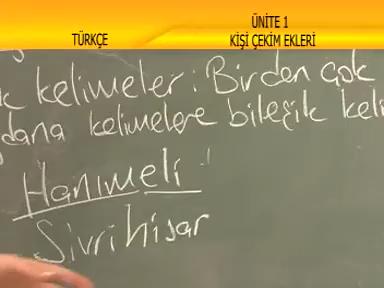 ÜNİTE 1
TÜRKÇE
KİŞİ ÇEKİM EKLERİ
k kelimeler: Birden çok
dana kelimelere bileşik keli
Hanımeli
Sivrihisar